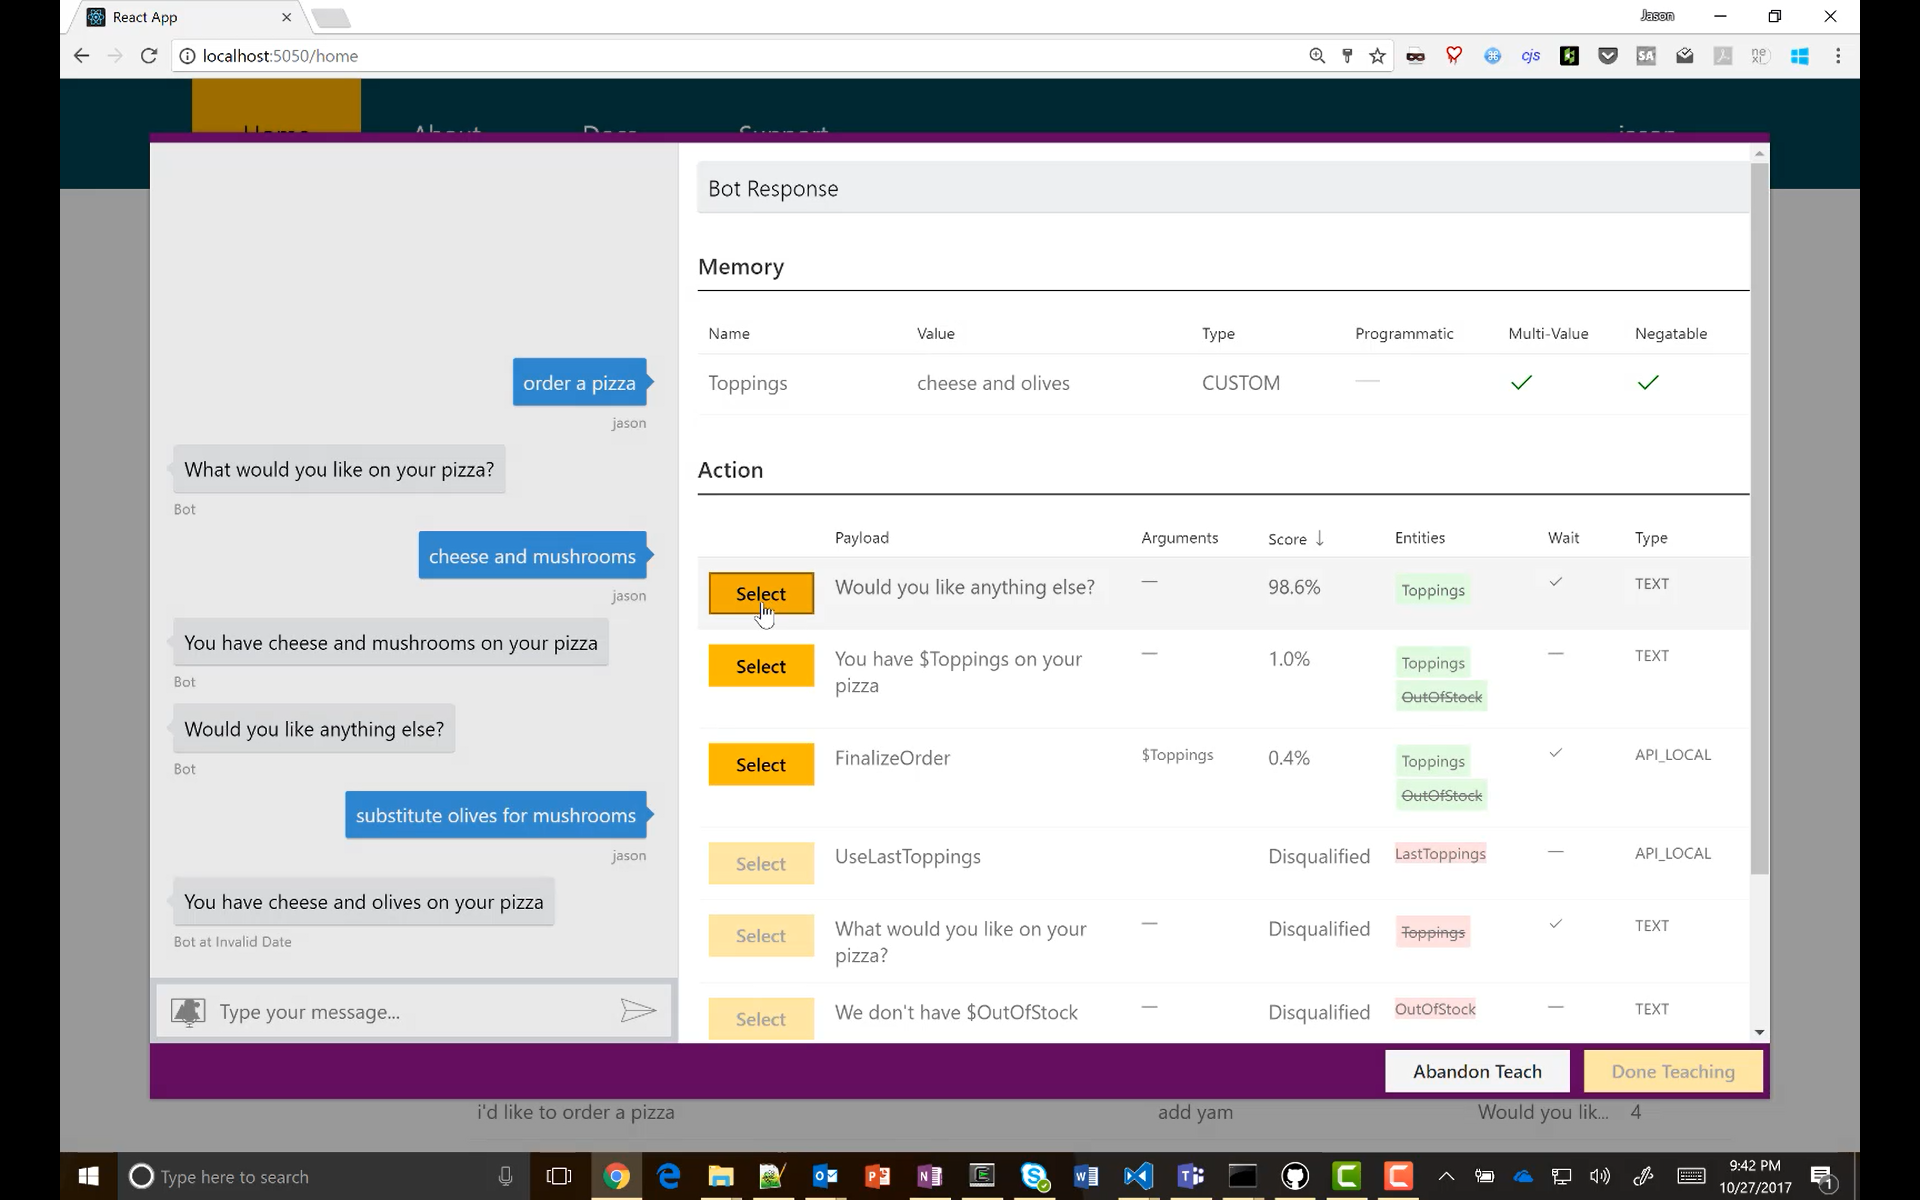 React App
Jason
localhost:5050/home
cjs
SA
Home
About
Docs
Support
jason
Bot Response
Memory
Name Value Type Programmatic Multi-Value Negatable
Toppings cheese and olives CUSTOM
Action
Payload Arguments Score ↓ Entities Wait Type
Select Would you like anything else? — 98.6% Toppings TEXT
Select You have $Toppings on your — 1.0% Toppings — TEXT
pizza OutOfStock
Select FinalizeOrder $Toppings 0.4% Toppings API_LOCAL
OutOfStock
Select UseLastToppings Disqualified LastToppings — API_LOCAL
Select What would you like on your — Disqualified Toppings TEXT
pizza?
Select We don't have $OutOfStock — Disqualified OutOfStock — TEXT
order a pizza
jason
What would you like on your pizza?
Bot
cheese and mushrooms
jason
You have cheese and mushrooms on your pizza
Bot
Would you like anything else?
Bot
substitute olives for mushrooms
jason
You have cheese and olives on your pizza
Bot at Invalid Date
Type your message...
Abandon Teach
Done Teaching
i'd like to order a pizza add yam Would you lik... 4
Type here to search
9:42 PM
10/27/2017
1